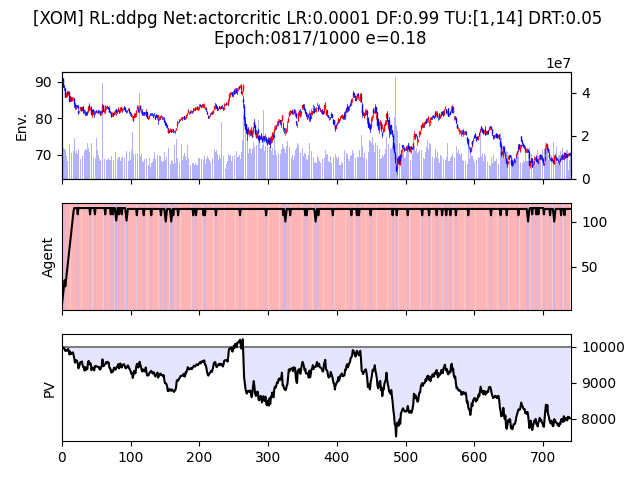 [XOM] RL:ddpg Net:actorcritic LR:0.0001 DF:0.99 TU:[1,14] DRT:0.05
Epoch:0817/1000 e=0.18
1e7
90
80
70
Env.
4
2
0
Agent
100
50
PV
10000
9000
8000
0 100 200 300 400 500 600 700